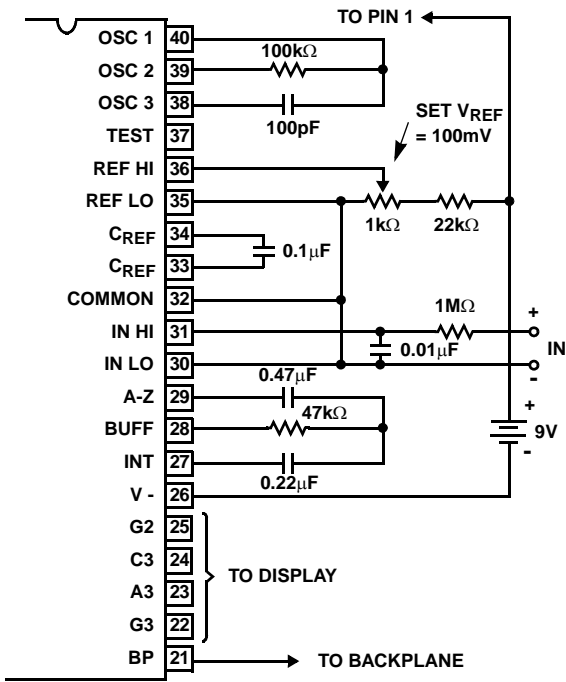 TO PIN 1
OSC 1 40
100kΩ
OSC 2 39
OSC 3 38
100pF
SET VREF
= 100mV
TEST 37
REF HI 36
REF LO 35
1kΩ 22kΩ
CREF 34
0.1µF
CREF 33
COMMON 32
1MΩ
+
IN HI 31
IN
0.01µF
IN LO 30
-
0.47µF
A-Z 29
+
47kΩ
BUFF 28
9V
-
INT 27
0.22µF
V - 26
G2 25
C3 24
TO DISPLAY
A3 23
G3 22
BP 21
TO BACKPLANE